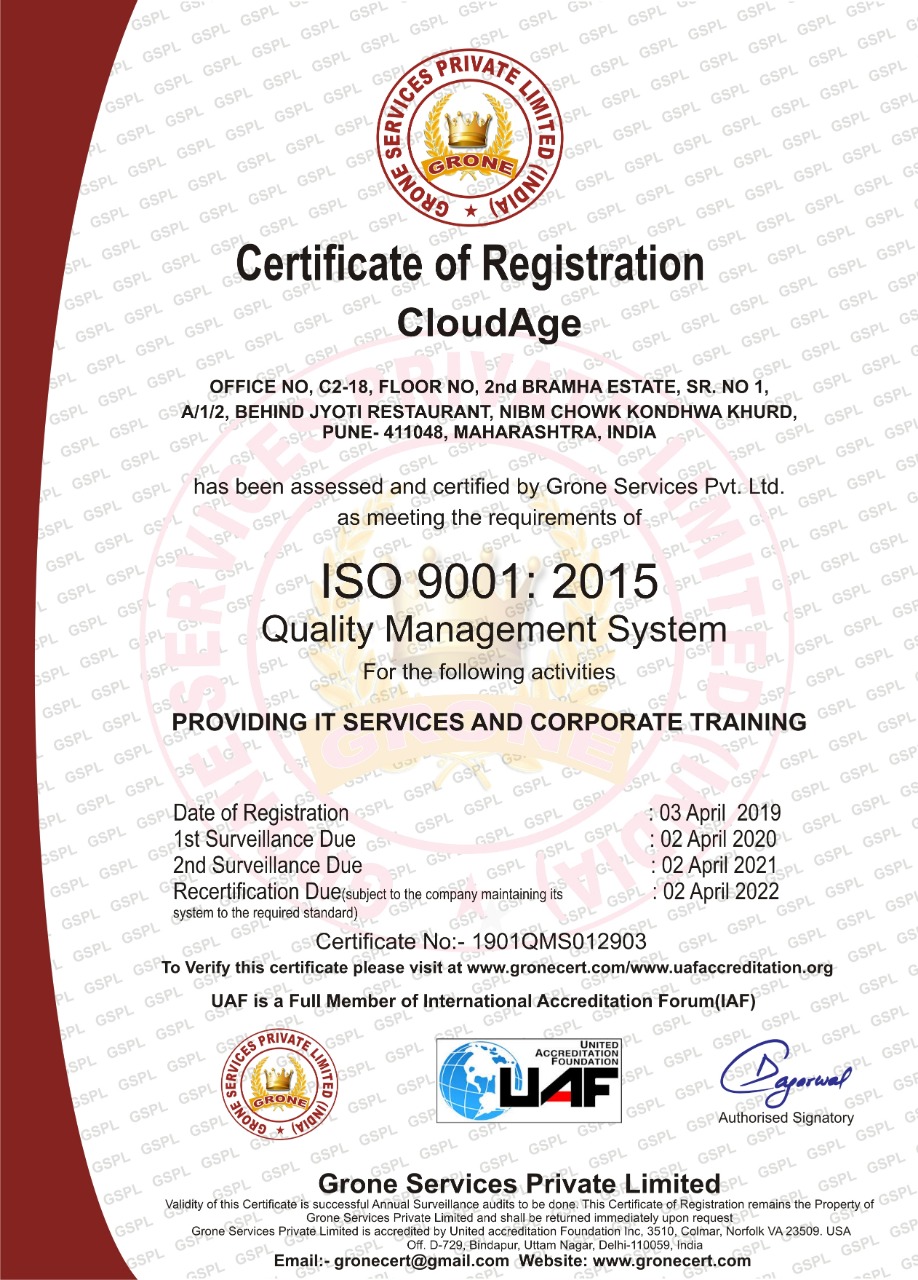 GRONE SERVICES PRIVATE LIMITED (INDIA)
GRONE
Certificate of Registration
CloudAge
OFFICE NO, C2-18, FLOOR NO, 2nd BRAMHA ESTATE, SR. NO 1,
A/1/2, BEHIND JYOTI RESTAURANT, NIBM CHOWK KONDHWA KHURD,
PUNE- 411048, MAHARASHTRA, INDIA
has been assessed and certified by Grone Services Pvt. Ltd.
as meeting the requirements of
ISO 9001: 2015
Quality Management System
For the following activities
PROVIDING IT SERVICES AND CORPORATE TRAINING
Date of Registration : 03 April 2019
1st Surveillance Due : 02 April 2020
2nd Surveillance Due : 02 April 2021
Recertification Due(subject to the company maintaining its : 02 April 2022
system to the required standard)
Certificate No:- 1901QMS012903
To Verify this certificate please visit at www.gronecert.com/www.uafaccreditation.org
UAF is a Full Member of International Accreditation Forum(IAF)
GRONE SERVICES PRIVATE LIMITED (INDIA)
GRONE
UNITED
ACCREDITATION
FOUNDATION
UAF
Authorised Signatory
Grone Services Private Limited
Validity of this Certificate is successful Annual Surveillance audits to be done. This Certificate of Registration remains the Property of
Grone Services Private Limited and shall be returned immediately upon request
Grone Services Private Limited is accredited by United accreditation Foundation Inc, 3510, Colmar, Norfolk VA 23509. USA
Off. D-729, Bindapur, Uttam Nagar, Delhi-110059, India
Email:- gronecert@gmail.com Website: www.gronecert.com